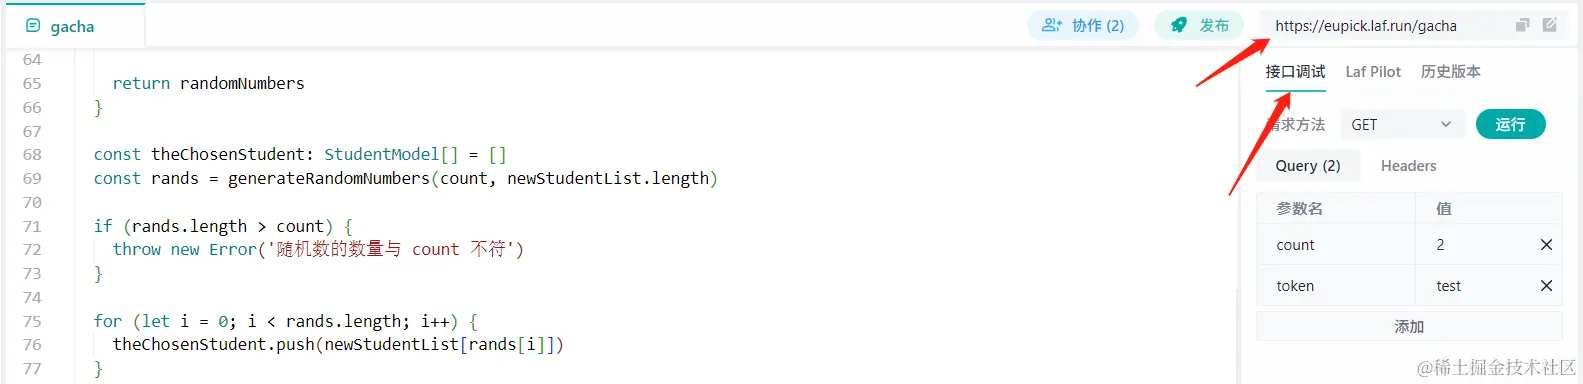 gacha
协作 (2)
发布
https://eupick.laf.run/gacha
64
65 return randomNumbers
66 }
67
68 const theChosenStudent: StudentModel[] = []
69 const rands = generateRandomNumbers(count, newStudentList.length)
70
71 if (rands.length > count) {
72 throw new Error('随机数的数量与 count 不符')
73 }
74
75 for (let i = 0; i < rands.length; i++) {
76 theChosenStudent.push(newStudentList[rands[i]])
77 }
接口调试 Laf Pilot 历史版本
请求方法 GET 运行
Query (2) Headers
参数名 值
count 2
token test
添加
@稀土掘金技术社区